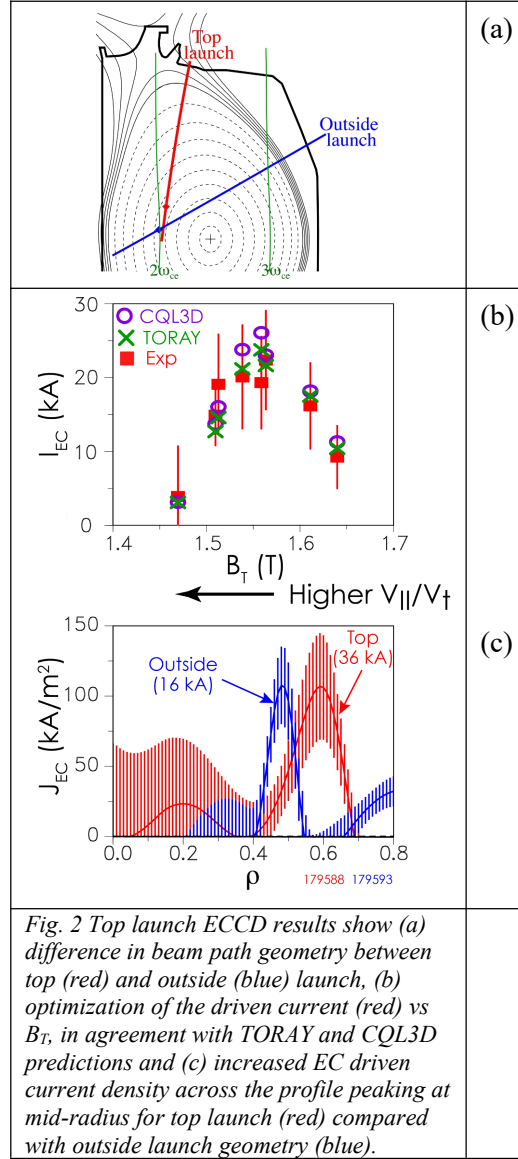 (a)
Top
launch
Outside
launch
2ω_ce
3ω_ce
(b)
30
20
10
0
I_EC (kA)
CQL3D
TORAY
Exp
1.4 1.5 1.6 1.7
B_T (T)
Higher V_||/V_t
(c)
150
100
50
0
J_EC (kA/m²)
Outside
(16 kA)
Top
(36 kA)
0.0 0.2 0.4 0.6 0.8
ρ
179588 179593
Fig. 2 Top launch ECCD results show (a)
difference in beam path geometry between
top (red) and outside (blue) launch, (b)
optimization of the driven current (red) vs
B_T, in agreement with TORAY and CQL3D
predictions and (c) increased EC driven
current density across the profile peaking at
mid-radius for top launch (red) compared
with outside launch geometry (blue).